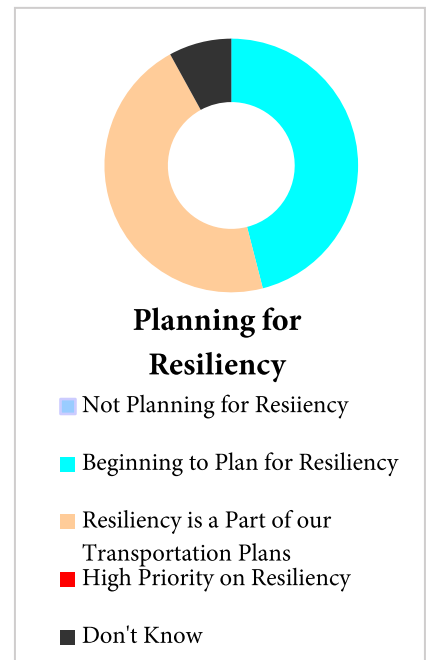 Planning for
Resiliency
Not Planning for Resiiency
Beginning to Plan for Resiliency
Resiliency is a Part of our
Transportation Plans
High Priority on Resiliency
Don't Know